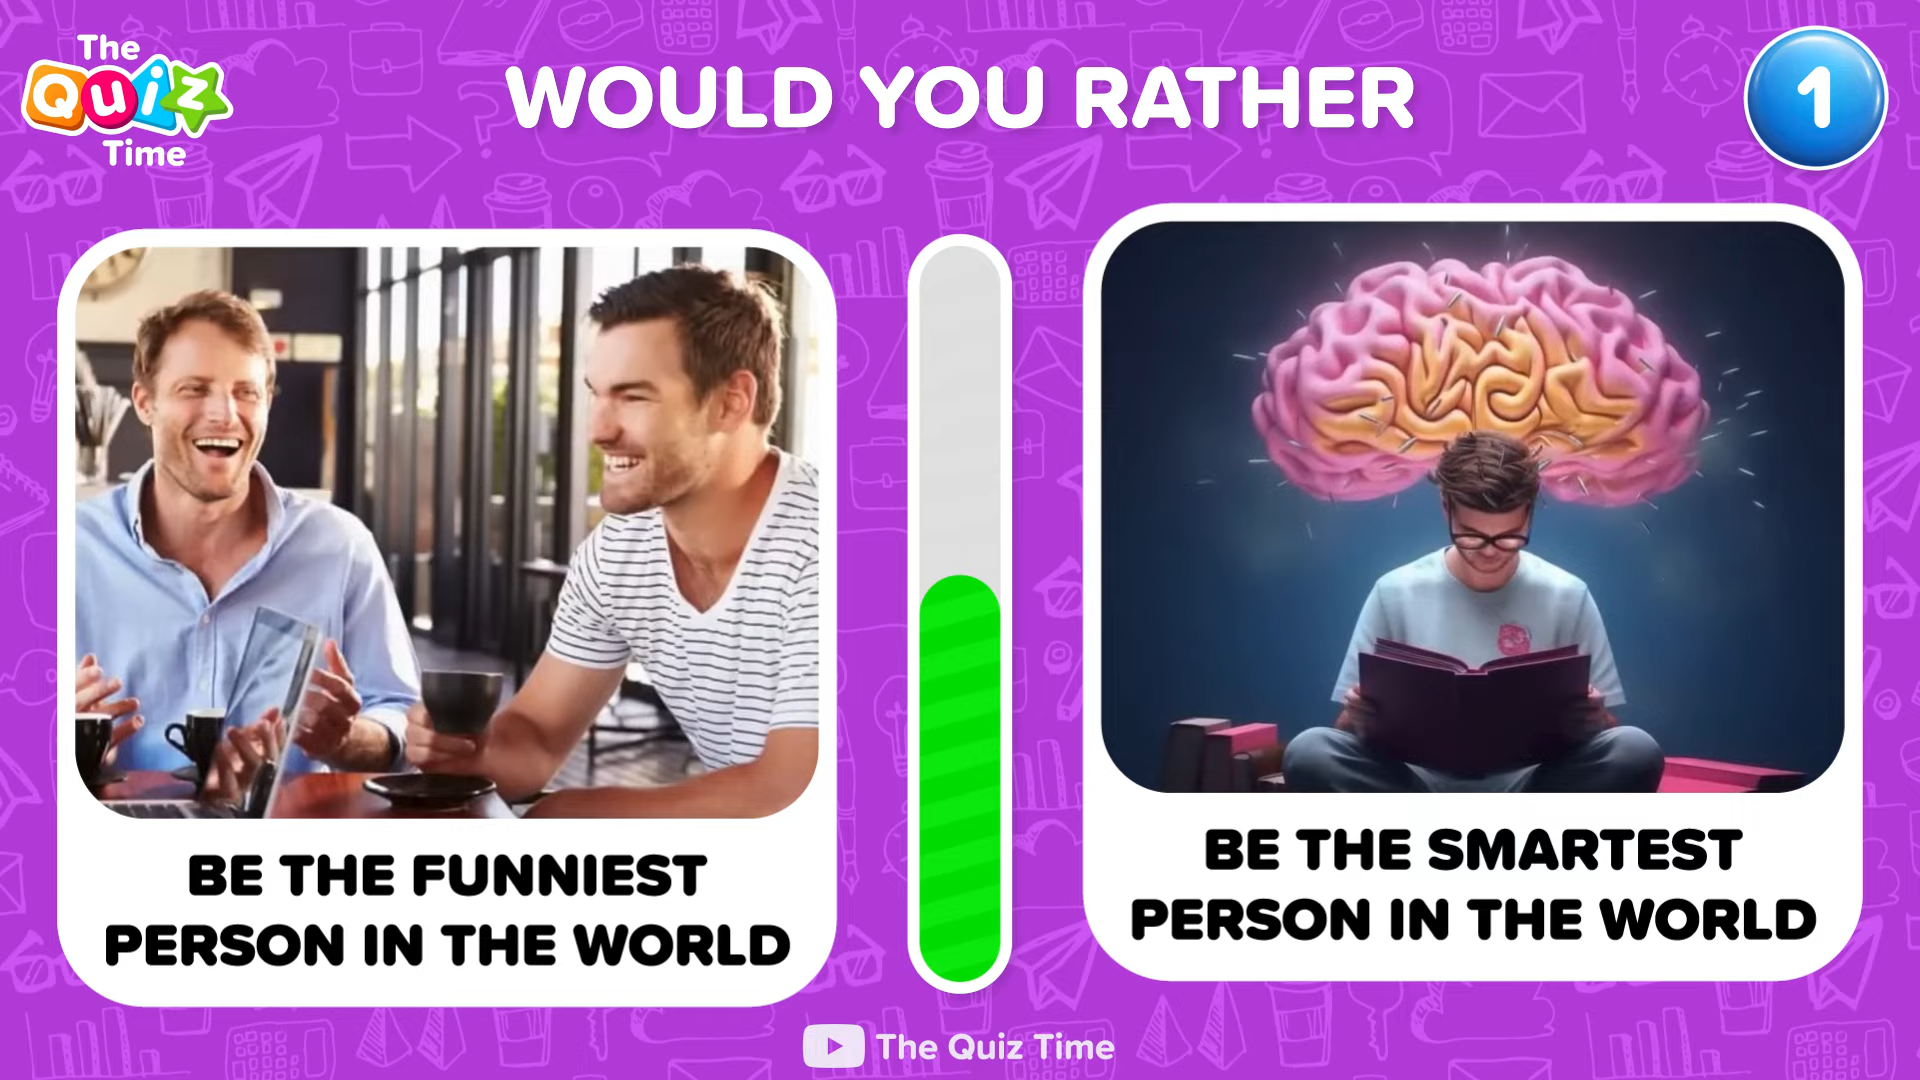 The
Quiz
Time
WOULD YOU RATHER
1
BE THE FUNNIEST
PERSON IN THE WORLD
BE THE SMARTEST
PERSON IN THE WORLD
The Quiz Time